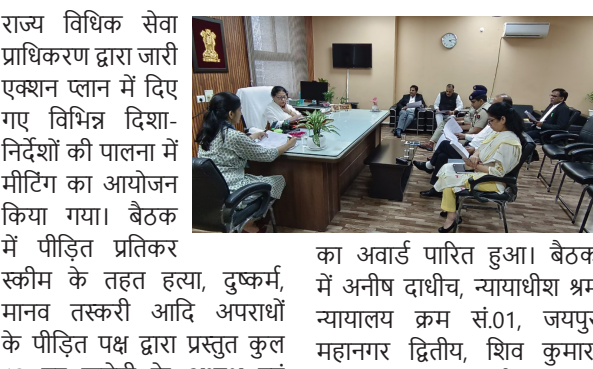 राज्य विधिक सेवा
प्राधिकरण द्वारा जारी
एक्शन प्लान में दिए
गए विभिन्न दिशा-
निर्देशों की पालना में
मीटिंग का आयोजन
किया गया। बैठक
में पीड़ित प्रतिकर
स्कीम के तहत हत्या, दुष्कर्म,
मानव तस्करी आदि अपराधों
के पीड़ित पक्ष द्वारा प्रस्तुत कुल
का अवार्ड पारित हुआ। बैठक
में अनीष दाधीच, न्यायाधीश श्रम
न्यायालय क्रम सं.01, जयपुर
महानगर द्वितीय, शिव कुमार